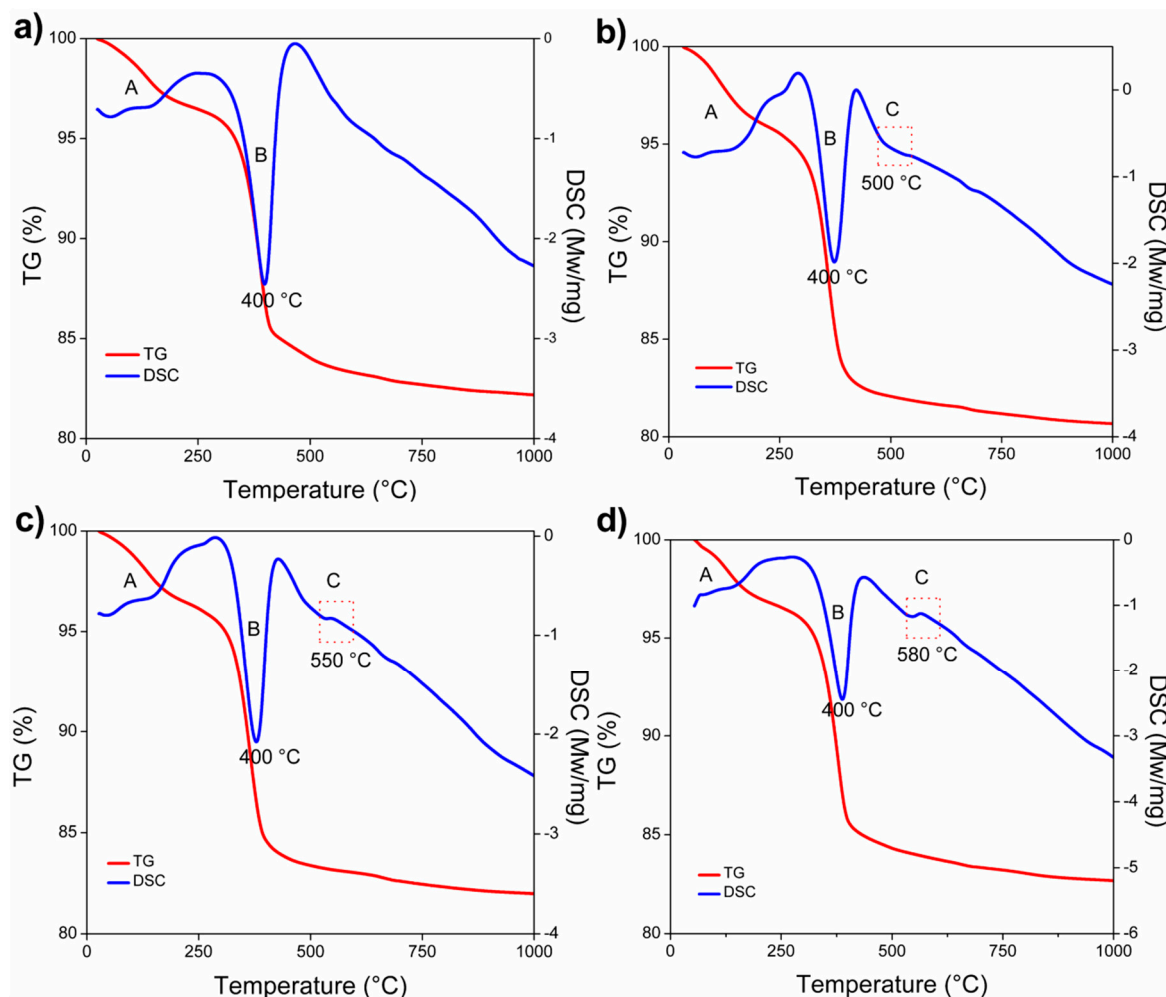 a)
100
95
90
85
80
TG (%)
A
B
400 °C
TG
DSC
0
-1
-2
-3
-4
DSC (Mw/mg)
0 250 500 750 1000
Temperature (°C)
b)
100
95
90
85
80
TG (%)
A
B
C
500 °C
400 °C
TG
DSC
0
-1
-2
-3
-4
DSC (Mw/mg)
0 250 500 750 1000
Temperature (°C)
c)
100
95
90
85
80
TG (%)
A
B
C
550 °C
400 °C
TG
DSC
0
-1
-2
-3
-4
DSC (Mw/mg)
0 250 500 750 1000
Temperature (°C)
d)
100
95
90
85
80
TG (%)
A
B
C
580 °C
400 °C
TG
DSC
0
-1
-2
-3
-4
-5
-6
DSC (Mw/mg)
0 250 500 750 1000
Temperature (°C)